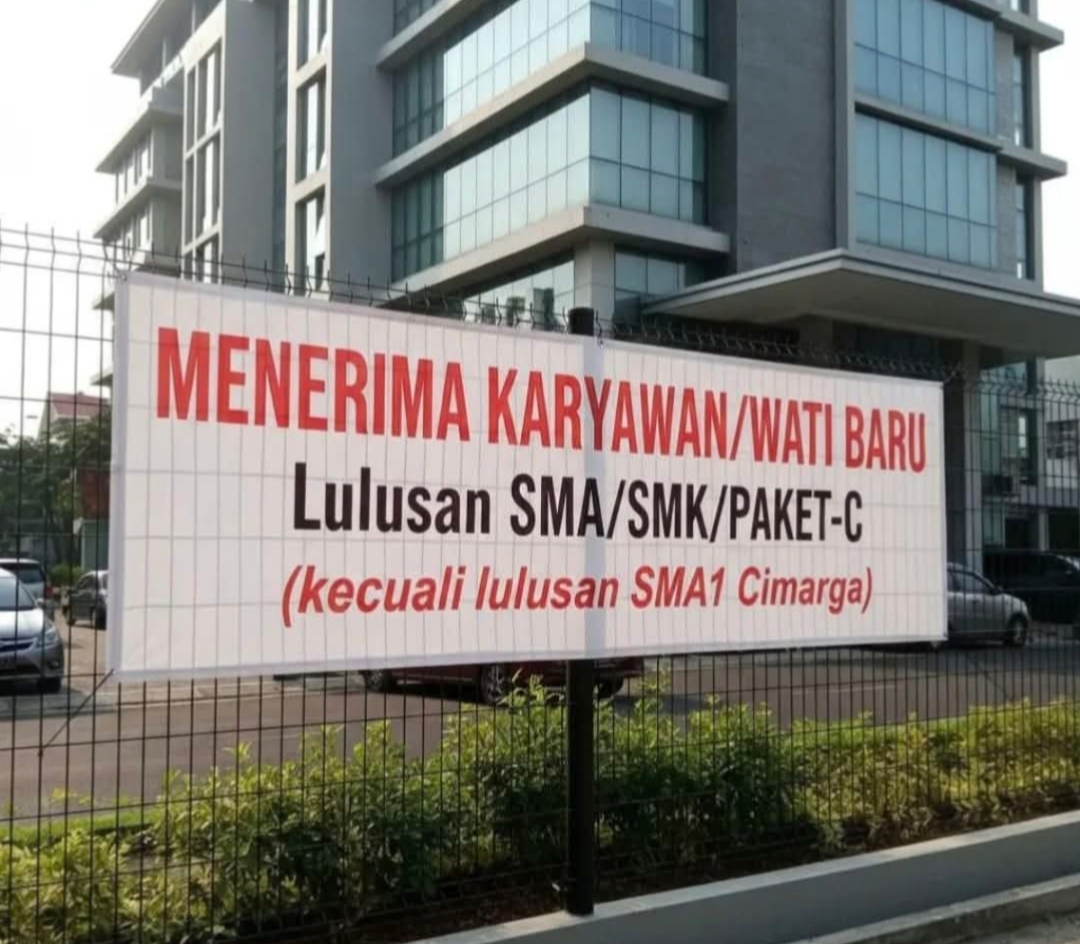 MENERIMA KARYAWAN/WATI BARU
Lulusan SMA/SMK/PAKET-C
(kecuali lulusan SMA1 Cimarga)